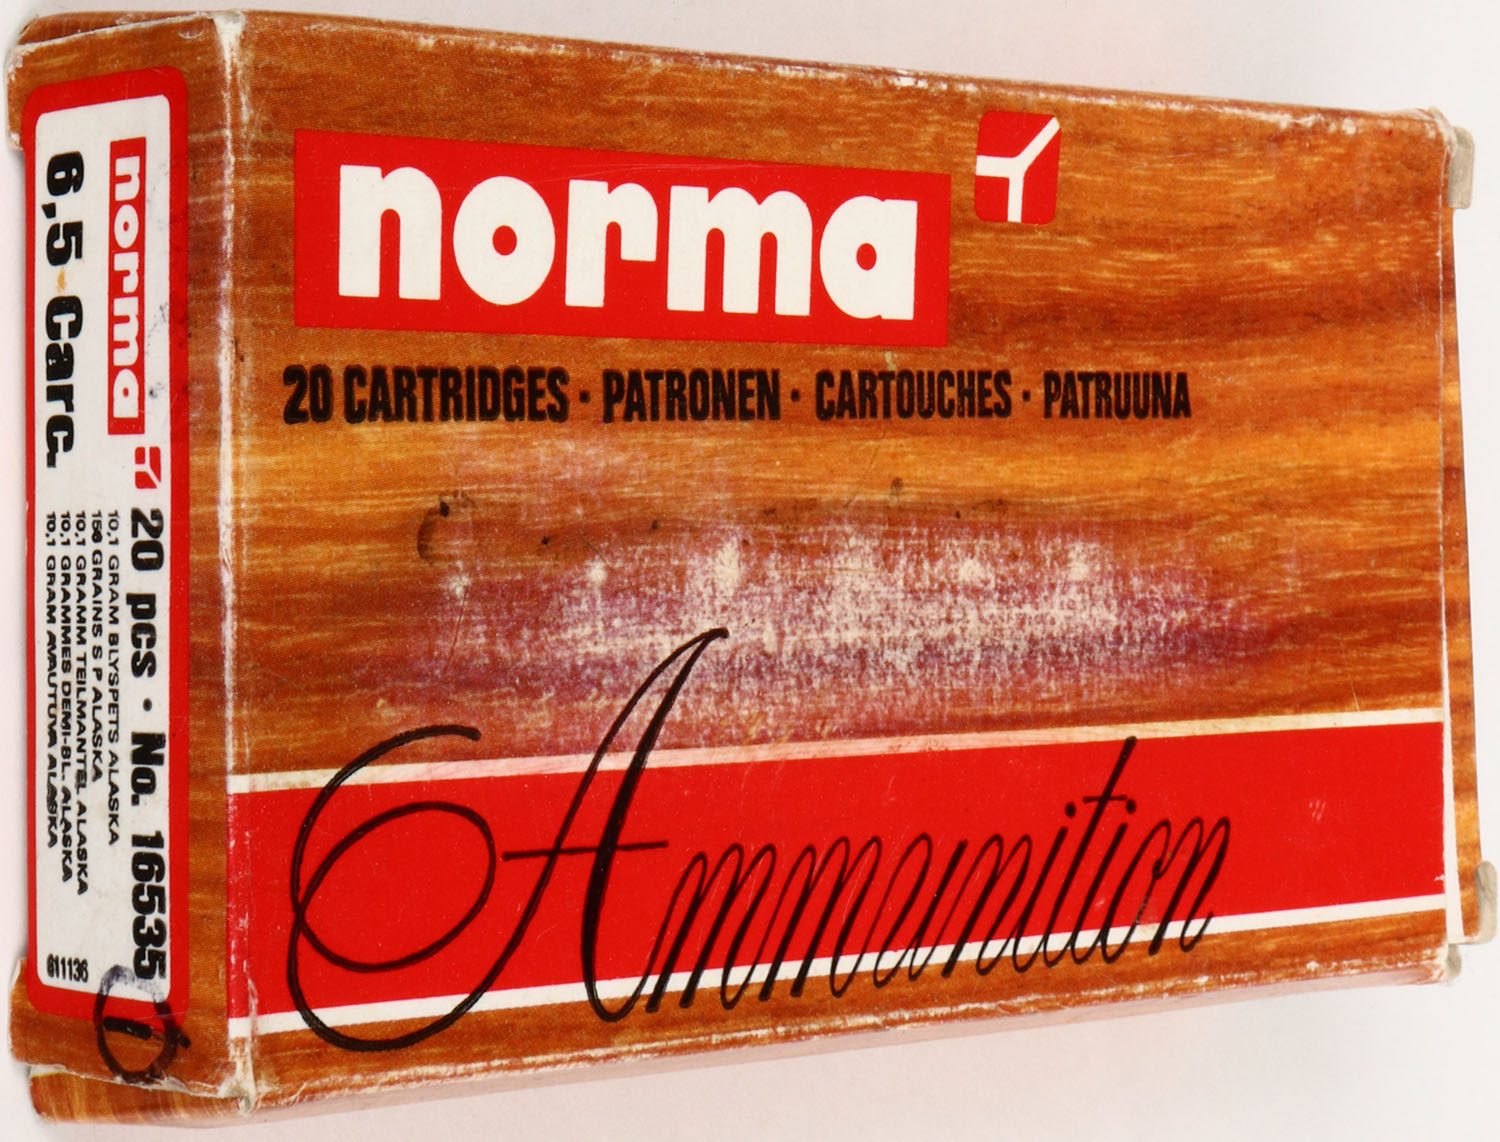 norma
20 CARTRIDGES · PATRONEN · CARTOUCHES · PATRUUNA
Ammunition
norma
6,5 Carc.
20 pcs · No. 16535
10,1 GRAM BLYSPETS ALASKA
156 GRAINS S P ALASKA
10,1 GRAMM TEILMANTEL ALASKA
10,1 GRAMMES DEMI-BL. ALASKA
10,1 GRAM AVAUTUVA ALASKA
611136